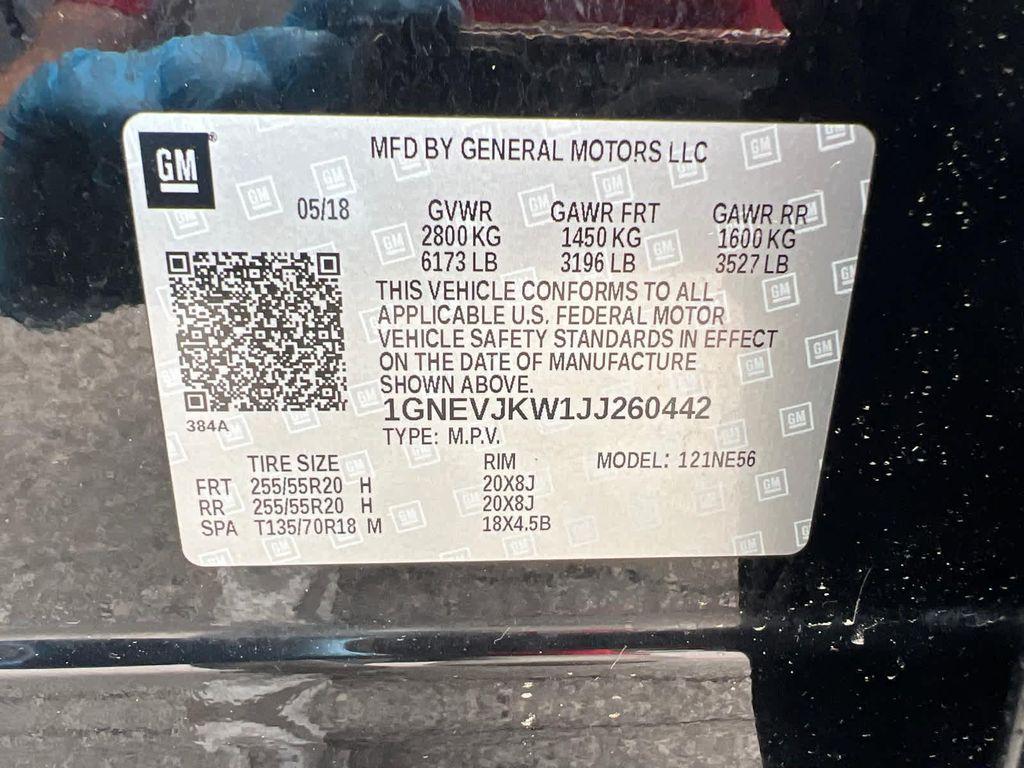 GM
MFD BY GENERAL MOTORS LLC
05/18 GVWR GAWR FRT GAWR RR
2800 KG 1450 KG 1600 KG
6173 LB 3196 LB 3527 LB
THIS VEHICLE CONFORMS TO ALL
APPLICABLE U.S. FEDERAL MOTOR
VEHICLE SAFETY STANDARDS IN EFFECT
ON THE DATE OF MANUFACTURE
SHOWN ABOVE.
384A
1GNEVJKW1JJ260442
TYPE: M.P.V.
TIRE SIZE RIM MODEL: 121NE56
FRT 255/55R20 H 20X8J
RR 255/55R20 H 20X8J
SPA T135/70R18 M 18X4.5B